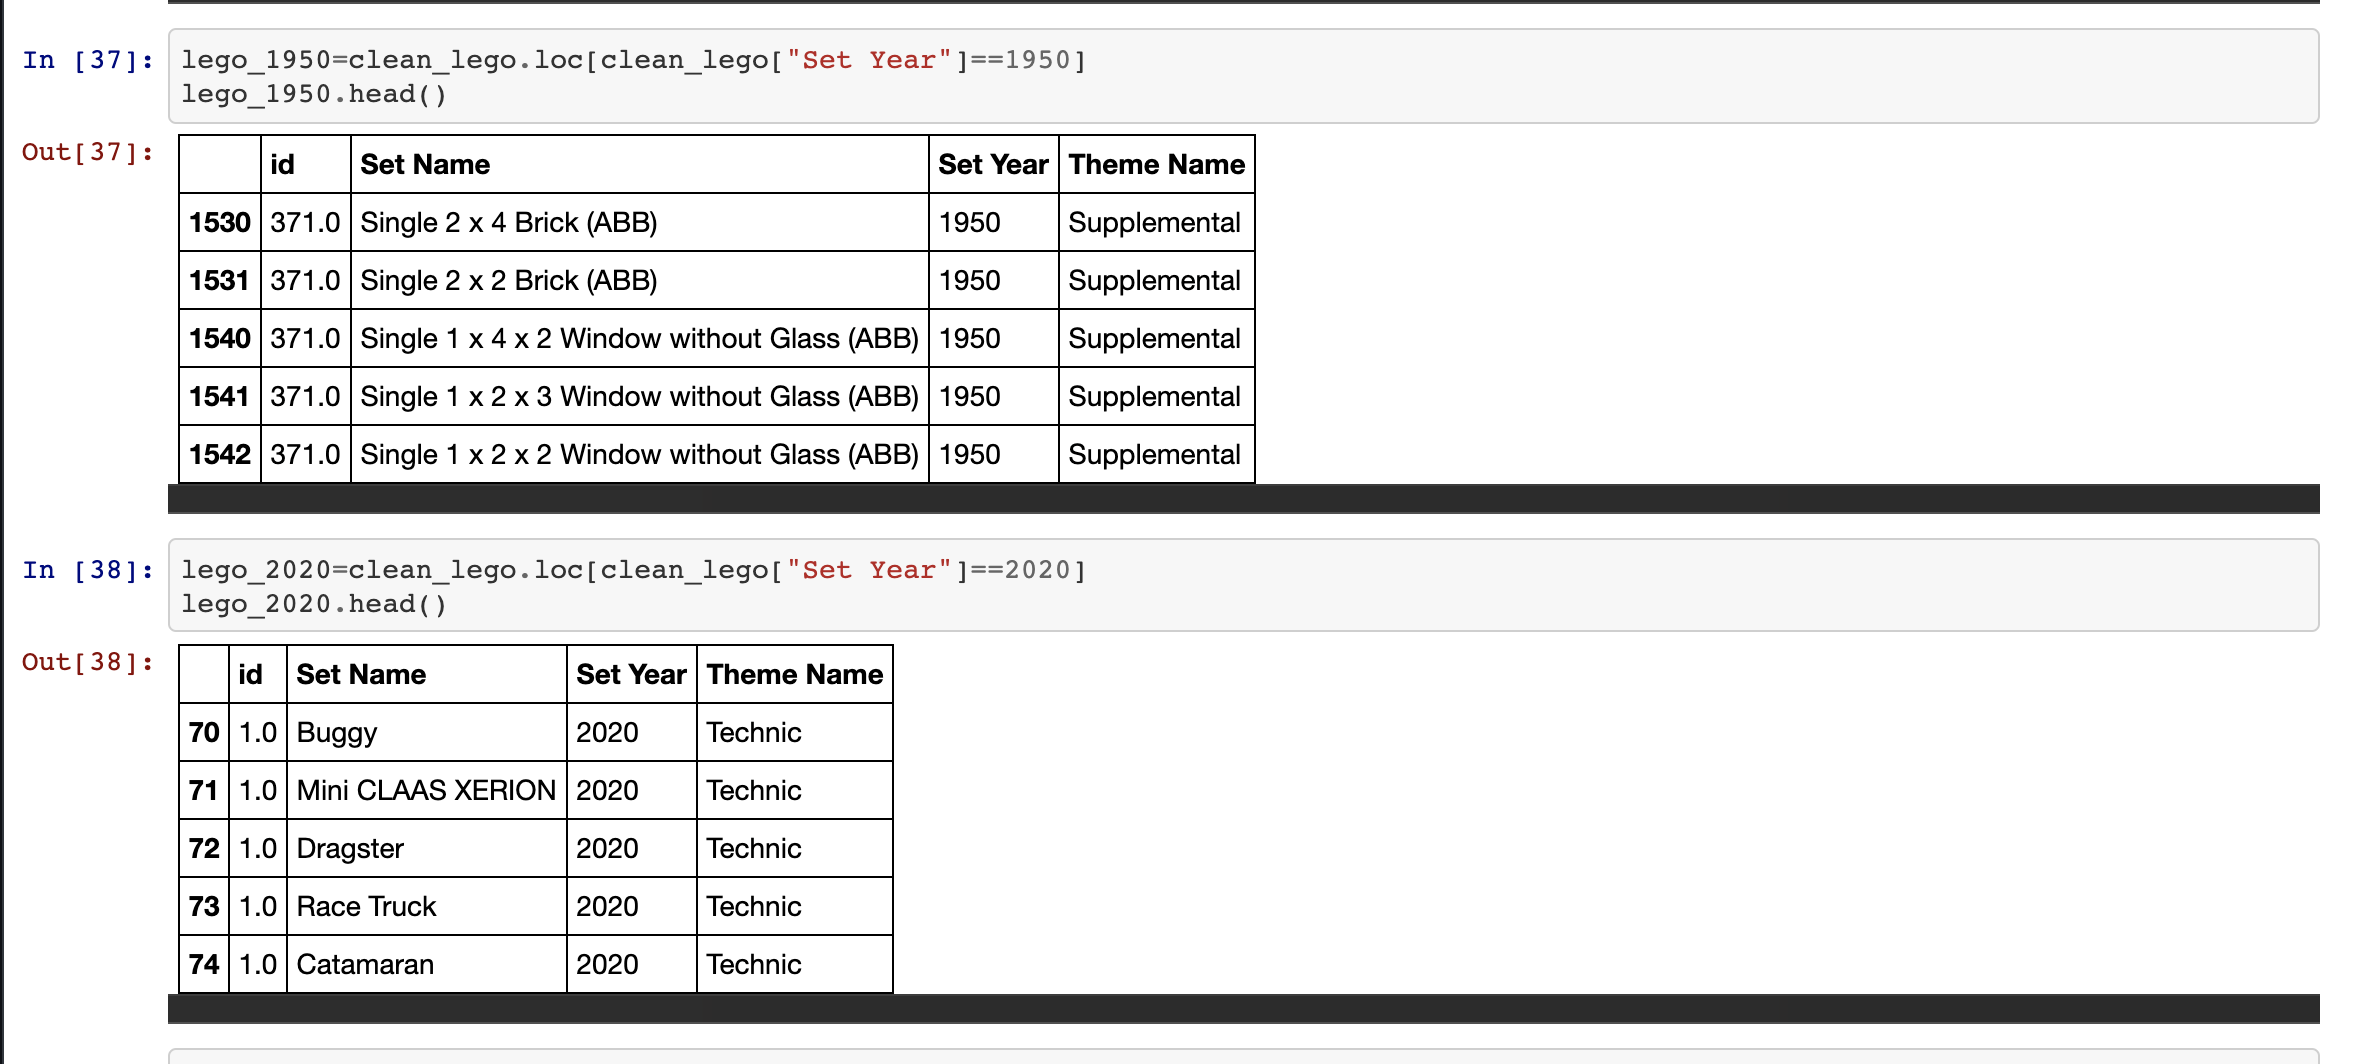 In [37]: lego_1950=clean_lego.loc[clean_lego["Set Year"]==1950]
lego_1950.head()
Out[37]:
id Set Name Set Year Theme Name
1530 371.0 Single 2 x 4 Brick (ABB) 1950 Supplemental
1531 371.0 Single 2 x 2 Brick (ABB) 1950 Supplemental
1540 371.0 Single 1 x 4 x 2 Window without Glass (ABB) 1950 Supplemental
1541 371.0 Single 1 x 2 x 3 Window without Glass (ABB) 1950 Supplemental
1542 371.0 Single 1 x 2 x 2 Window without Glass (ABB) 1950 Supplemental
In [38]: lego_2020=clean_lego.loc[clean_lego["Set Year"]==2020]
lego_2020.head()
Out[38]:
id Set Name Set Year Theme Name
70 1.0 Buggy 2020 Technic
71 1.0 Mini CLAAS XERION 2020 Technic
72 1.0 Dragster 2020 Technic
73 1.0 Race Truck 2020 Technic
74 1.0 Catamaran 2020 Technic